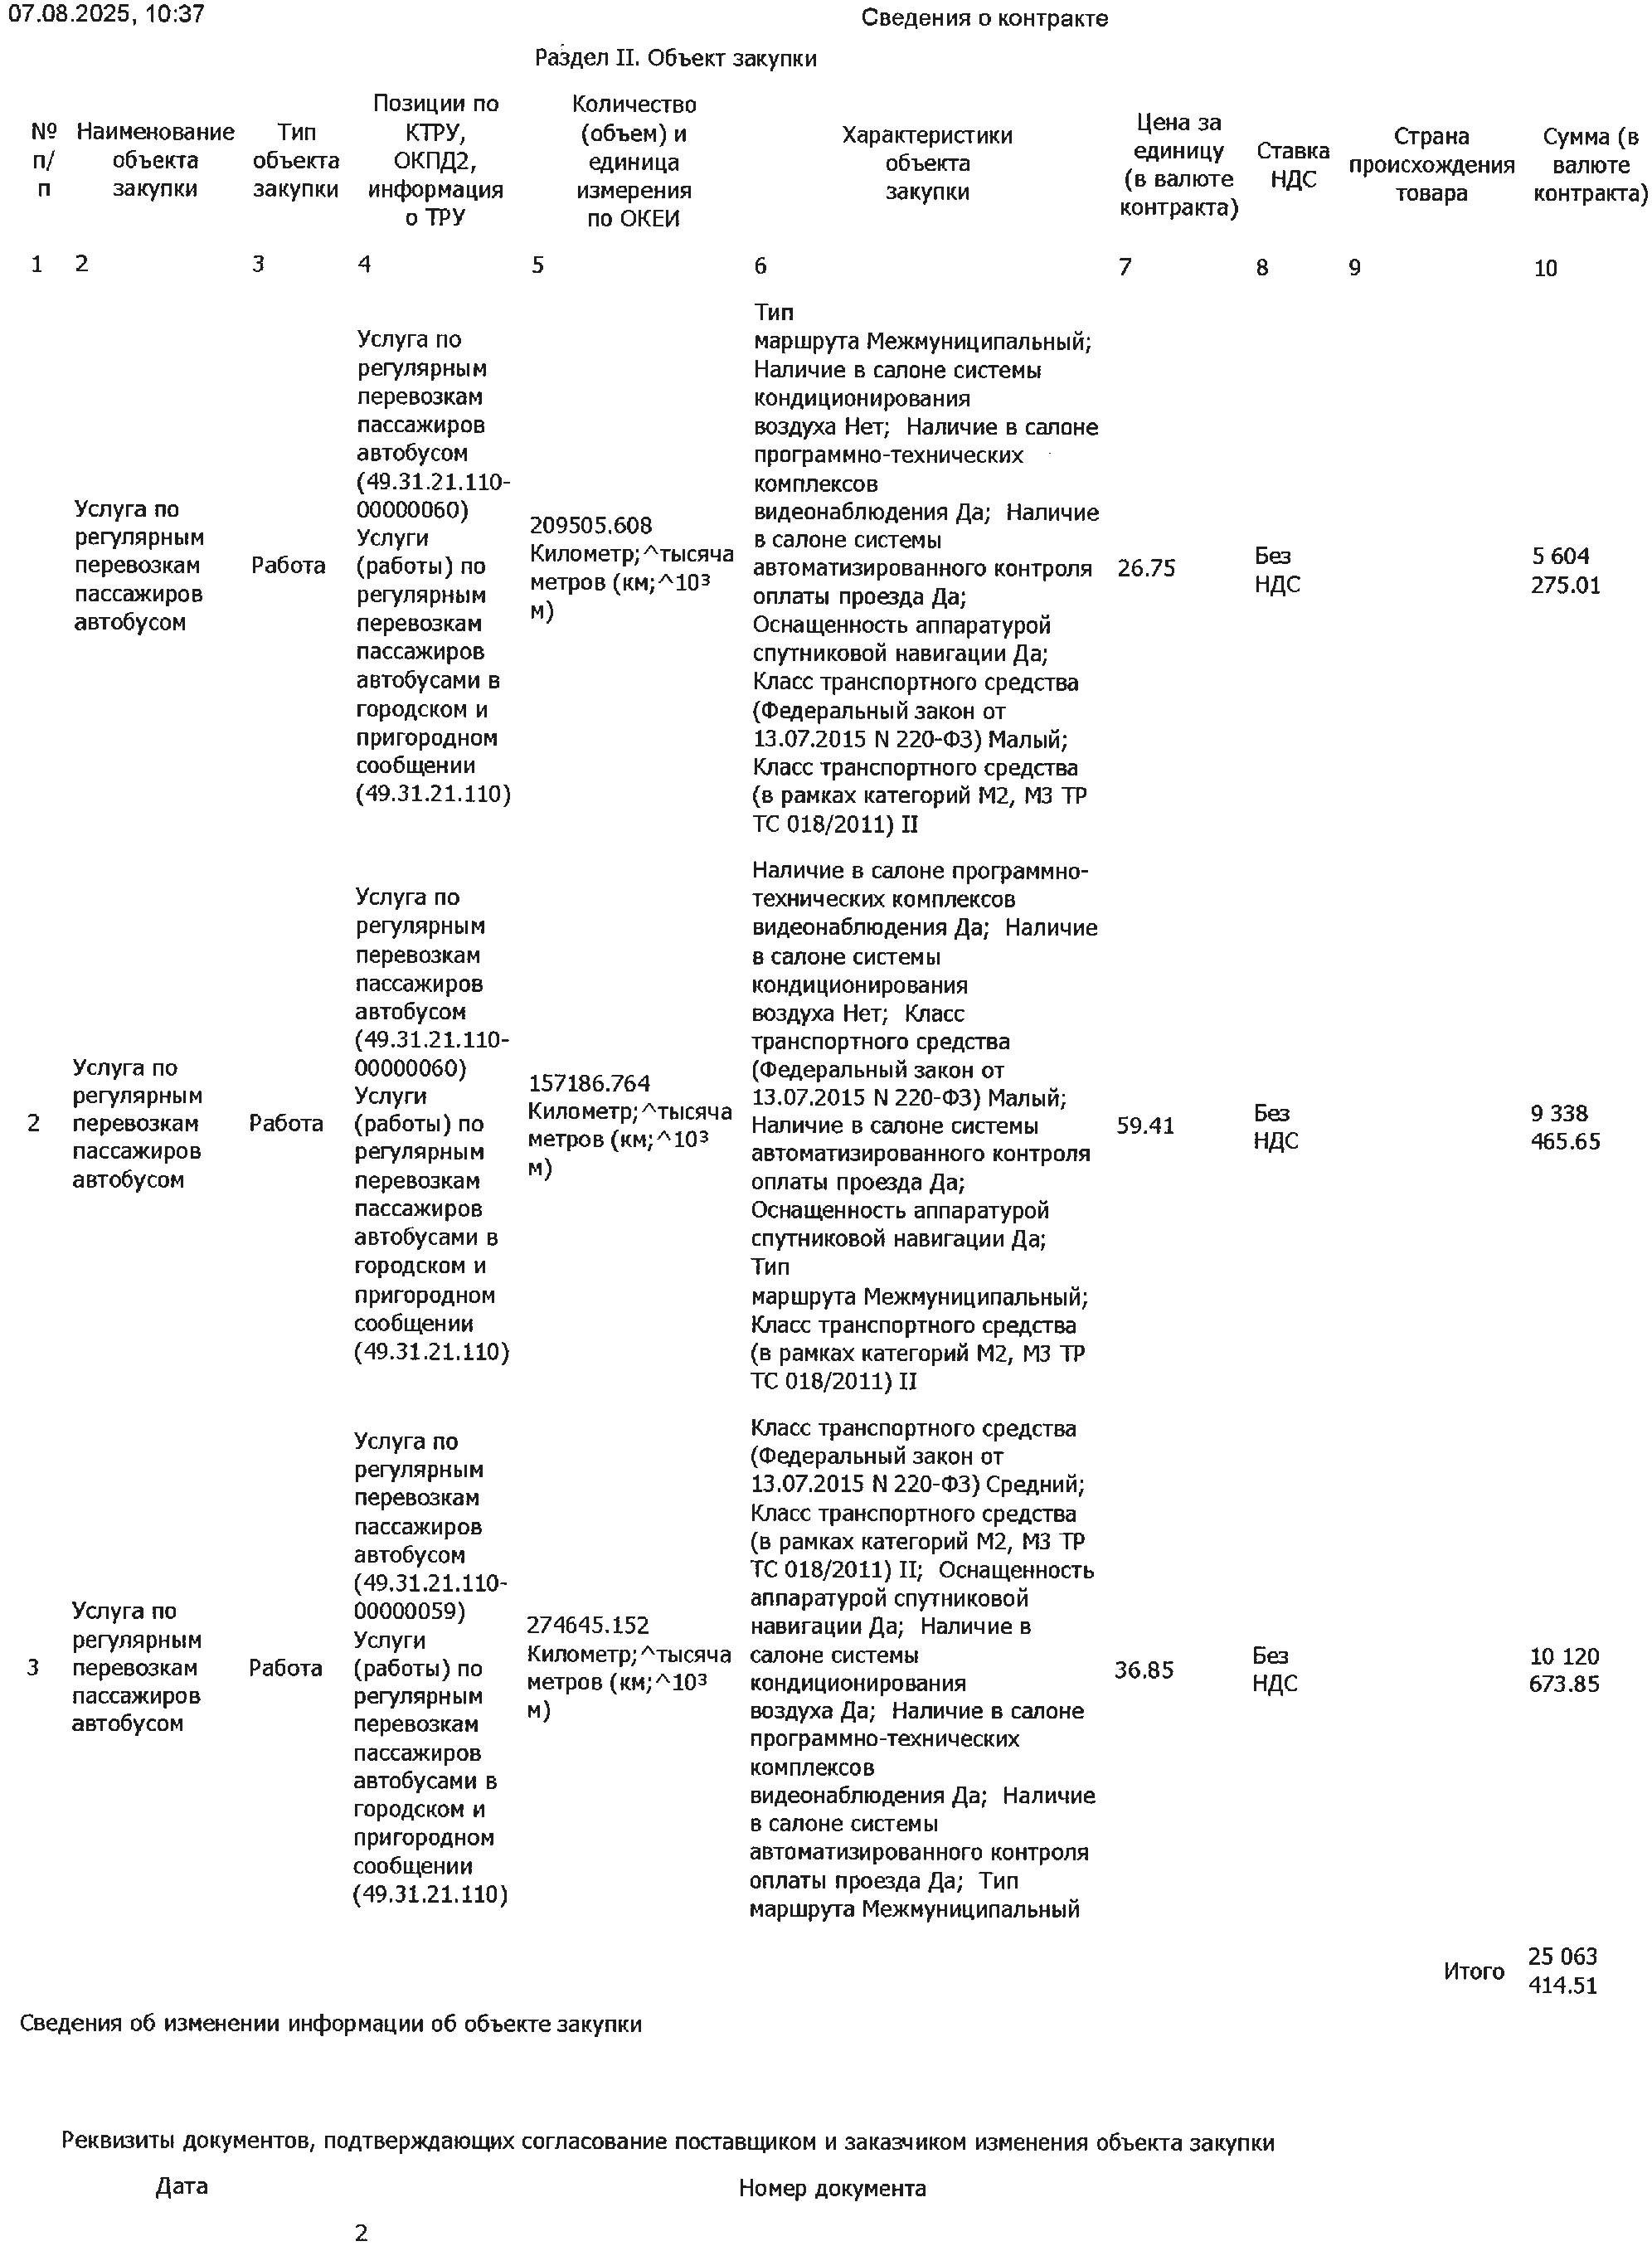 07.08.2025, 10:37
Сведения о контракте
Раздел II. Объект закупки
№ п/п
Наименование объекта закупки
Тип объекта закупки
Позиции по КТРУ, ОКПД2, информация о ТРУ
Количество (объем) и единица измерения по ОКЕИ
Характеристики объекта закупки
Цена за единицу (в валюте контракта)
Ставка НДС
Страна происхождения товара
Сумма (в валюте контракта)
1 2 3 4 5 6 7 8 9 10
Услуга по
регулярным
перевозкам
пассажиров
автобусом
Работа
Услуга по
регулярным
перевозкам
пассажиров
автобусом
(49.31.21.110-
00000060)
Услуги
(работы) по
регулярным
перевозкам
пассажиров
автобусами в
городском и
пригородном
сообщении
(49.31.21.110)
209505.608
Километр;^тысяча
метров (км;^10³
м)
Тип
маршрута Межмуниципальный;
Наличие в салоне системы
кондиционирования
воздуха Нет; Наличие в салоне
программно-технических
комплексов
видеонаблюдения Да; Наличие
в салоне системы
автоматизированного контроля
оплаты проезда Да;
Оснащенность аппаратурой
спутниковой навигации Да;
Класс транспортного средства
(Федеральный закон от
13.07.2015 N 220-ФЗ) Малый;
Класс транспортного средства
(в рамках категорий М2, М3 ТР
ТС 018/2011) II
26.75
Без
НДС
5 604
275.01
2
Услуга по
регулярным
перевозкам
пассажиров
автобусом
Работа
Услуга по
регулярным
перевозкам
пассажиров
автобусом
(49.31.21.110-
00000060)
Услуги
(работы) по
регулярным
перевозкам
пассажиров
автобусами в
городском и
пригородном
сообщении
(49.31.21.110)
157186.764
Километр;^тысяча
метров (км;^10³
м)
Наличие в салоне программно-
технических комплексов
видеонаблюдения Да; Наличие
в салоне системы
кондиционирования
воздуха Нет; Класс
транспортного средства
(Федеральный закон от
13.07.2015 N 220-ФЗ) Малый;
Наличие в салоне системы
автоматизированного контроля
оплаты проезда Да;
Оснащенность аппаратурой
спутниковой навигации Да;
Тип
маршрута Межмуниципальный;
Класс транспортного средства
(в рамках категорий М2, М3 ТР
ТС 018/2011) II
59.41
Без
НДС
9 338
465.65
3
Услуга по
регулярным
перевозкам
пассажиров
автобусом
Работа
Услуга по
регулярным
перевозкам
пассажиров
автобусом
(49.31.21.110-
00000059)
Услуги
(работы) по
регулярным
перевозкам
пассажиров
автобусами в
городском и
пригородном
сообщении
(49.31.21.110)
274645.152
Километр;^тысяча
метров (км;^10³
м)
Класс транспортного средства
(Федеральный закон от
13.07.2015 N 220-ФЗ) Средний;
Класс транспортного средства
(в рамках категорий М2, М3 ТР
ТС 018/2011) II; Оснащенность
аппаратурой спутниковой
навигации Да; Наличие в
салоне системы
кондиционирования
воздуха Да; Наличие в салоне
программно-технических
комплексов
видеонаблюдения Да; Наличие
в салоне системы
автоматизированного контроля
оплаты проезда Да; Тип
маршрута Межмуниципальный
36.85
Без
НДС
10 120
673.85
Итого
25 063
414.51
Сведения об изменении информации об объекте закупки
Реквизиты документов, подтверждающих согласование поставщиком и заказчиком изменения объекта закупки
Дата
Номер документа
2